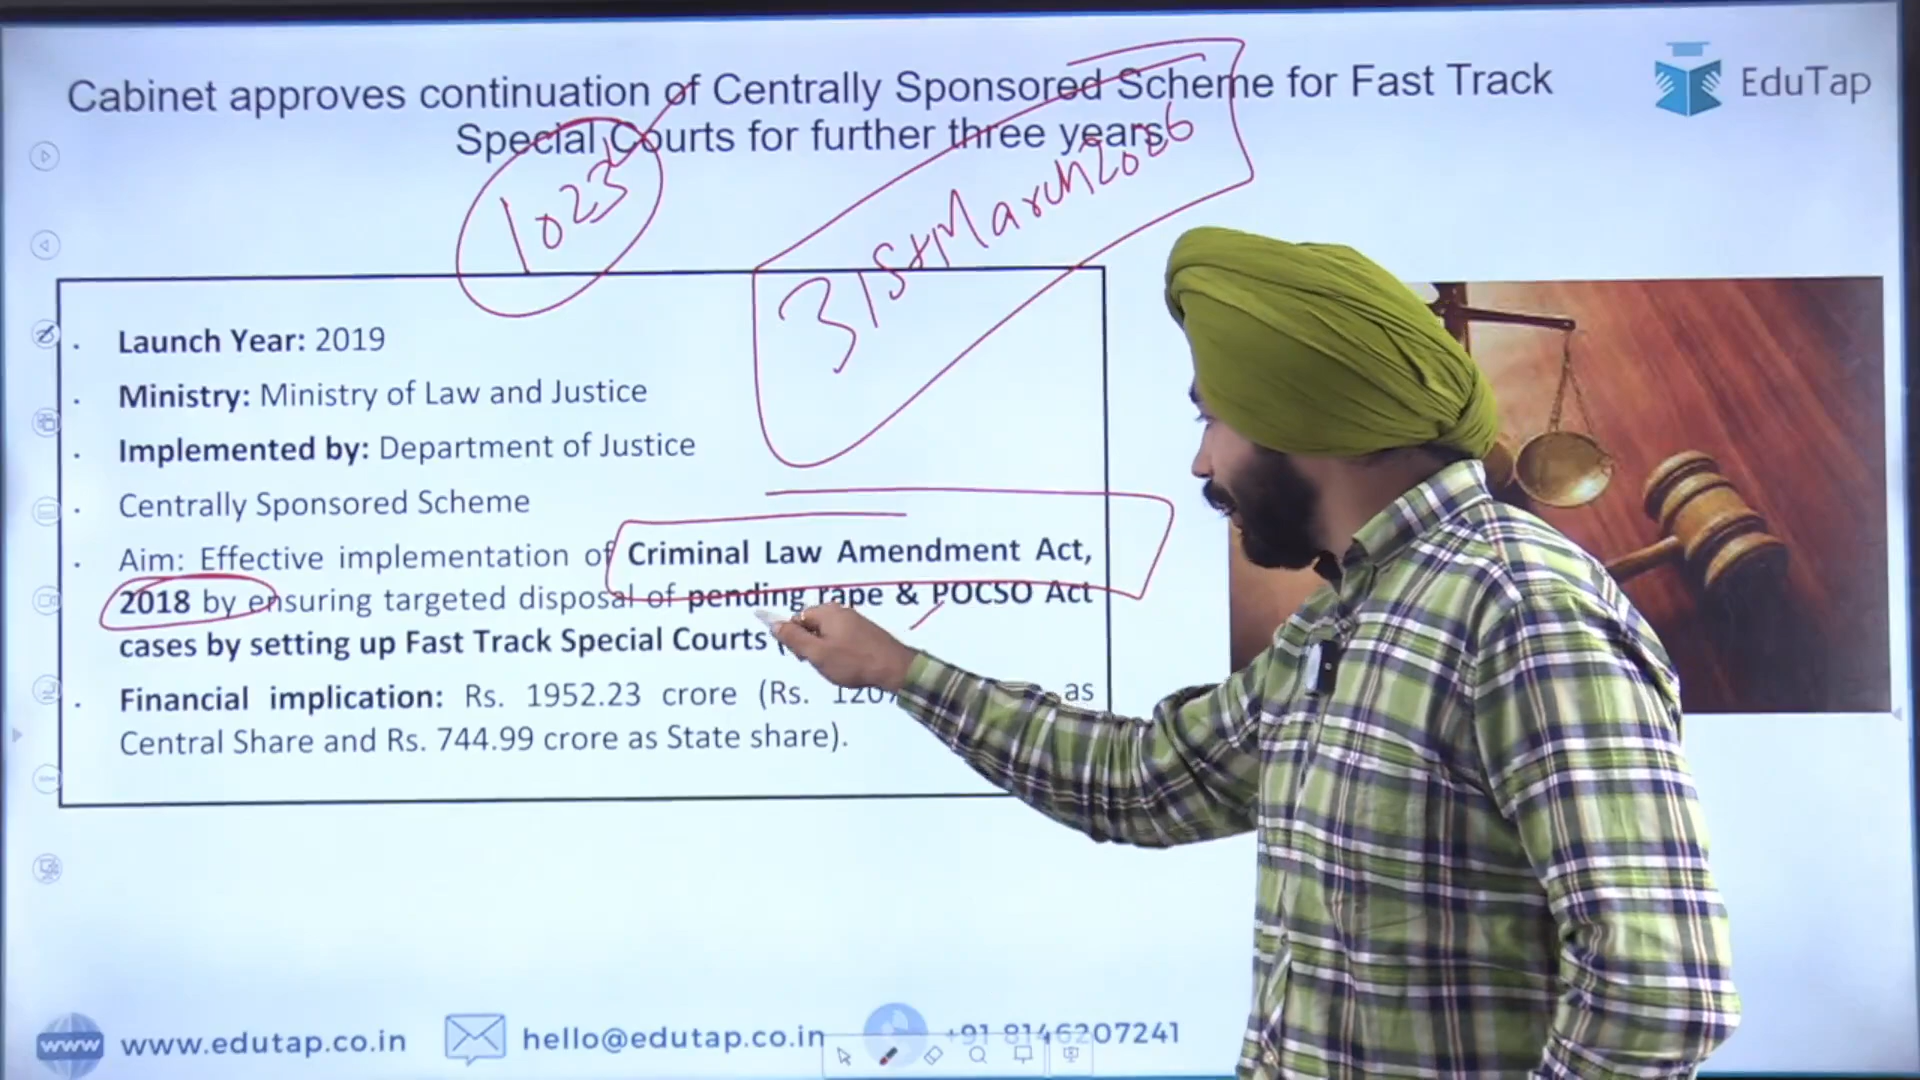 Cabinet approves continuation of Centrally Sponsored Scheme for Fast Track
Special Courts for further three years
EduTap
1023
31st March 2026
Launch Year: 2019
Ministry: Ministry of Law and Justice
Implemented by: Department of Justice
Centrally Sponsored Scheme
Aim: Effective implementation of Criminal Law Amendment Act,
2018 by ensuring targeted disposal of pending rape & POCSO Act
cases by setting up Fast Track Special Courts
Financial implication: Rs. 1952.23 crore (Rs. as
Central Share and Rs. 744.99 crore as State share).
www
www.edutap.co.in
hello@edutap.co.in
+91 8146207241